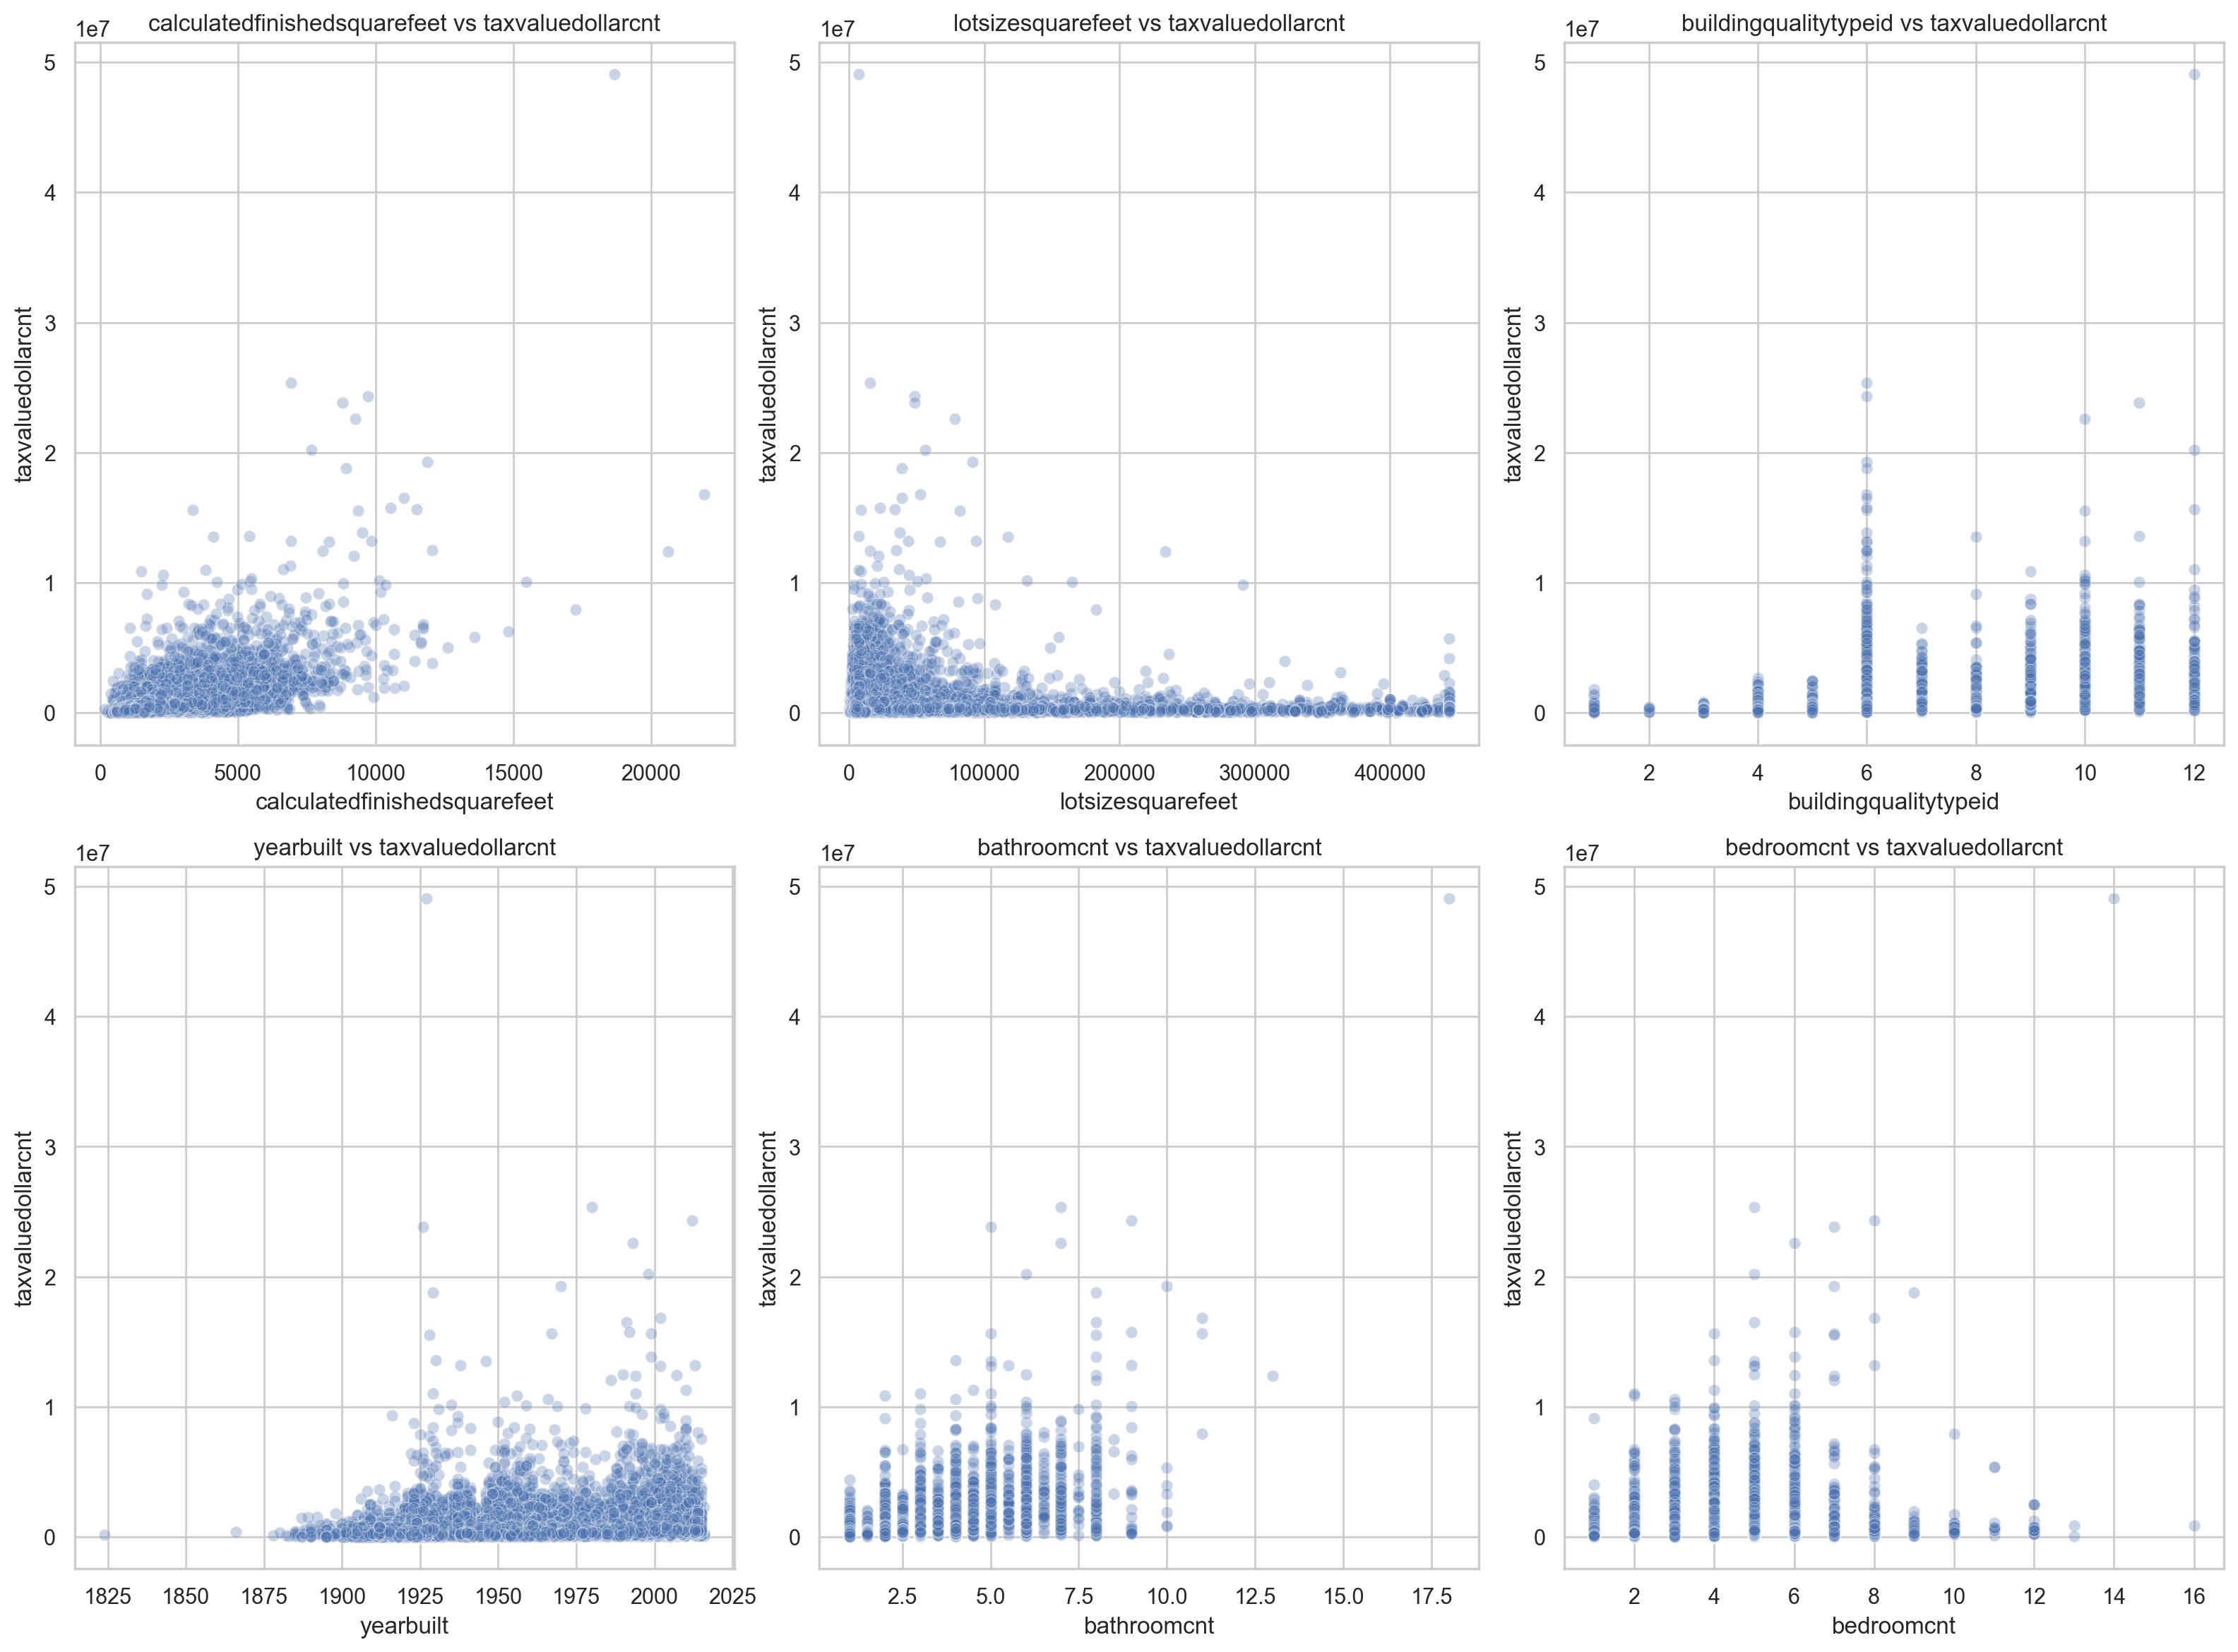 calculatedfinishedsquarefeet vs taxvaluedollarcnt
1e7
5
4
3
2
1
0
taxvaluedollarcnt
0 5000 10000 15000 20000
calculatedfinishedsquarefeet
lotsizesquarefeet vs taxvaluedollarcnt
1e7
5
4
3
2
1
0
taxvaluedollarcnt
0 100000 200000 300000 400000
lotsizesquarefeet
buildingqualitytypeid vs taxvaluedollarcnt
1e7
5
4
3
2
1
0
taxvaluedollarcnt
2 4 6 8 10 12
buildingqualitytypeid
yearbuilt vs taxvaluedollarcnt
1e7
5
4
3
2
1
0
taxvaluedollarcnt
1825 1850 1875 1900 1925 1950 1975 2000 2025
yearbuilt
bathroomcnt vs taxvaluedollarcnt
1e7
5
4
3
2
1
0
taxvaluedollarcnt
2.5 5.0 7.5 10.0 12.5 15.0 17.5
bathroomcnt
bedroomcnt vs taxvaluedollarcnt
1e7
5
4
3
2
1
0
taxvaluedollarcnt
2 4 6 8 10 12 14 16
bedroomcnt